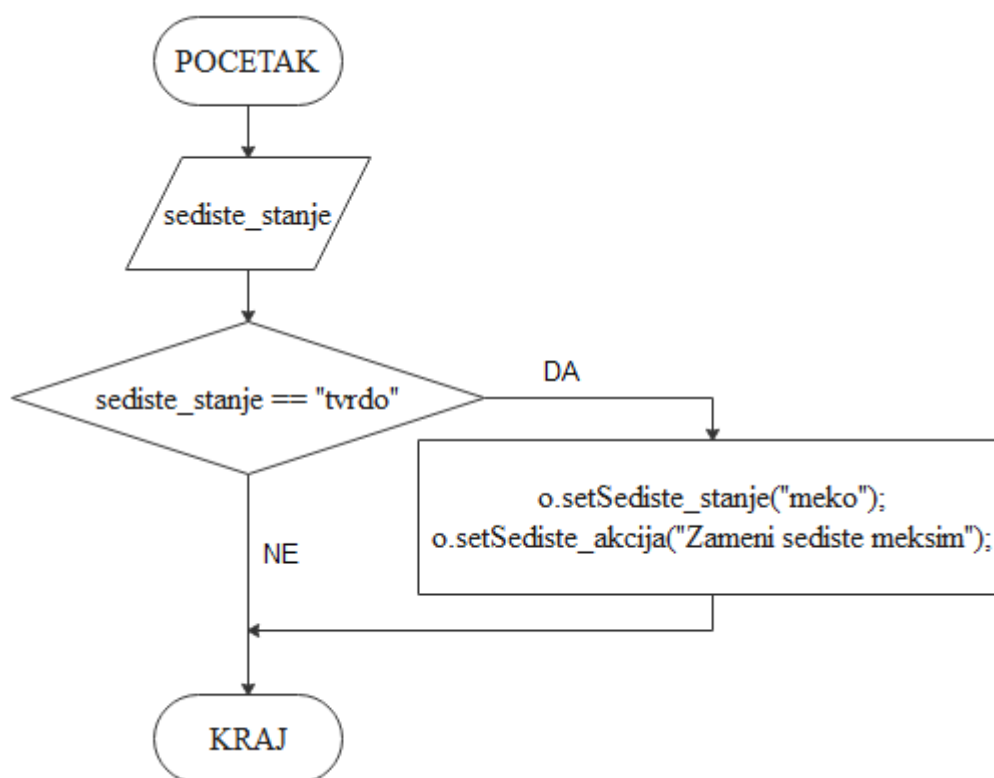 POCETAK
sediste_stanje
sediste_stanje == "tvrdo"
DA
o.setSediste_stanje("meko");
o.setSediste_akcija("Zameni sediste meksim");
NE
KRAJ